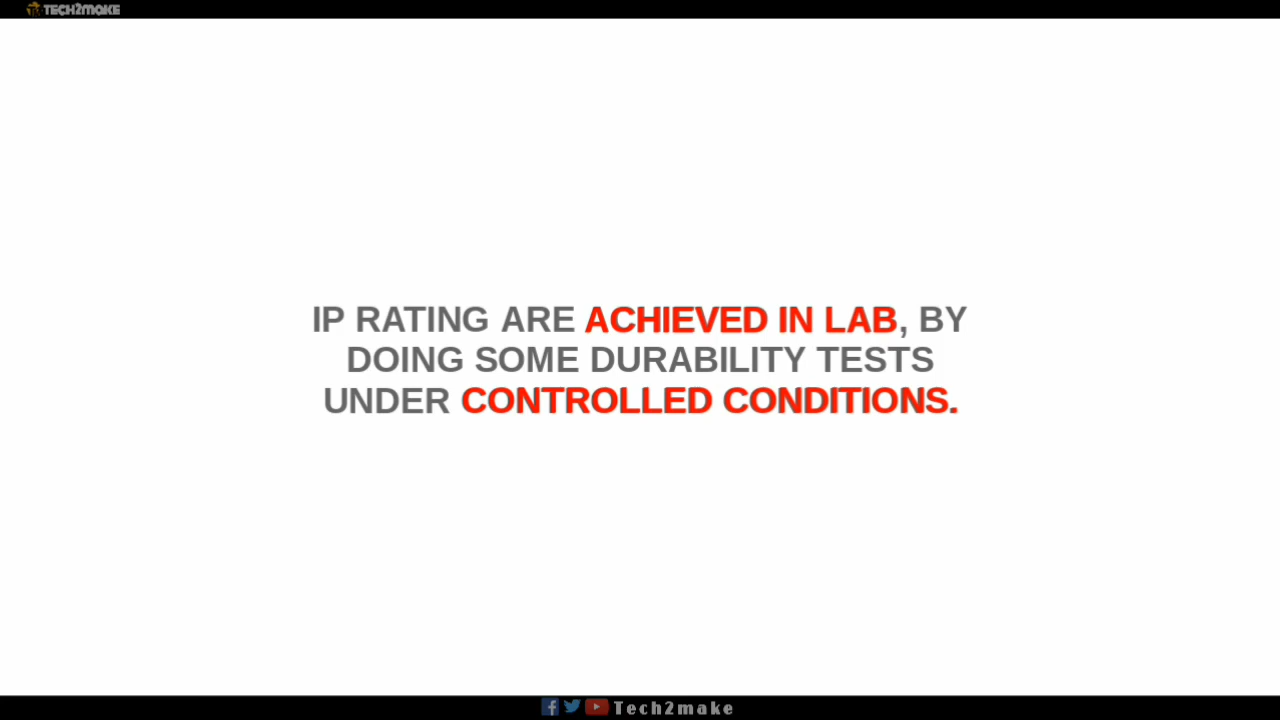 TECH2MAKE
IP RATING ARE ACHIEVED IN LAB, BY
DOING SOME DURABILITY TESTS
UNDER CONTROLLED CONDITIONS.
Tech2make